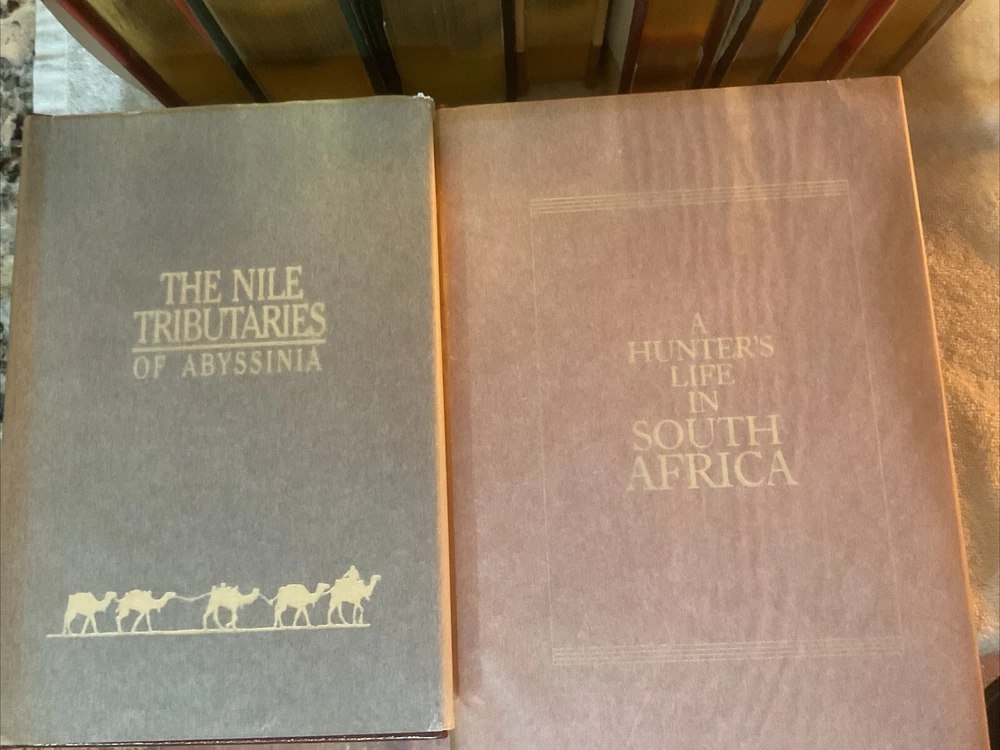 THE NILE
TRIBUTARIES
OF ABYSSINIA
A
HUNTER'S
LIFE
IN
SOUTH
AFRICA